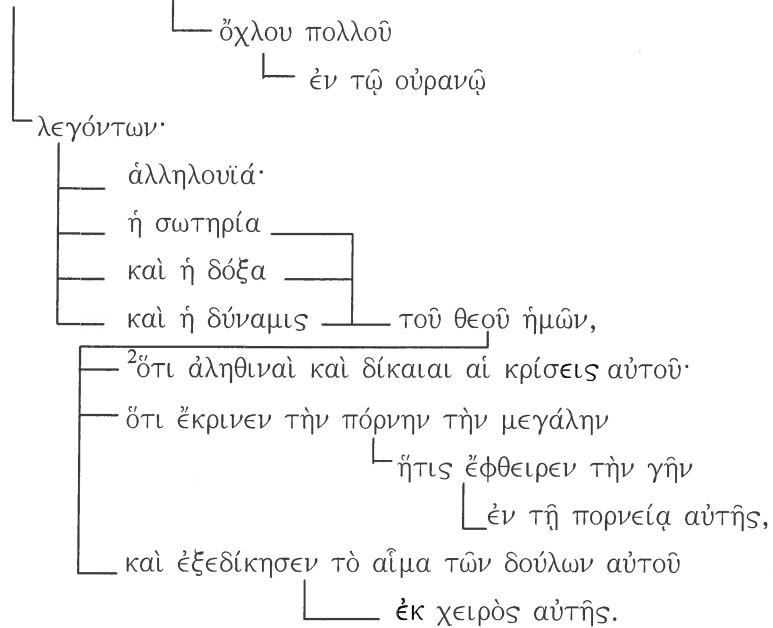 ὄχλου πολλοῦ
ἐν τῷ οὐρανῷ
λεγόντων·
ἁλληλουϊά·
ἡ σωτηρία
καὶ ἡ δόξα
καὶ ἡ δύναμις τοῦ θεοῦ ἡμῶν,
²ὅτι ἀληθιναὶ καὶ δίκαιαι αἱ κρίσεις αὐτοῦ·
ὅτι ἔκρινεν τὴν πόρνην τὴν μεγάλην
ἥτις ἔφθειρεν τὴν γῆν
ἐν τῇ πορνείᾳ αὐτῆς,
καὶ ἐξεδίκησεν τὸ αἷμα τῶν δούλων αὐτοῦ
ἐκ χειρὸς αὐτῆς.